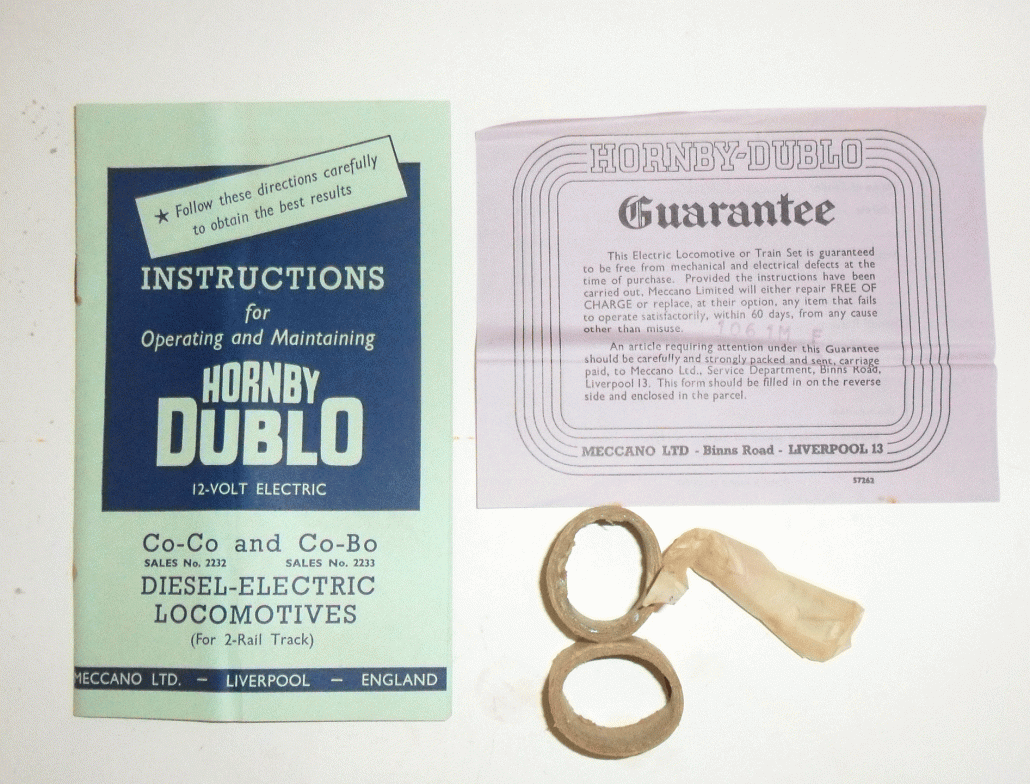 ★ Follow these directions carefully
to obtain the best results
INSTRUCTIONS
for
Operating and Maintaining
HORNBY
DUBLO
12-VOLT ELECTRIC
Co-Co and Co-Bo
SALES No. 2232 SALES No. 2233
DIESEL-ELECTRIC
LOCOMOTIVES
(For 2-Rail Track)
MECCANO LTD. — LIVERPOOL — ENGLAND
HORNBY-DUBLO
Guarantee
This Electric Locomotive or Train Set is guaranteed
to be free from mechanical and electrical defects at the
time of purchase. Provided the instructions have been
carried out, Meccano Limited will either repair FREE OF
CHARGE or replace, at their option, any item that fails
to operate satisfactorily, within 60 days, from any cause
other than misuse.
An article requiring attention under this Guarantee
should be carefully and strongly packed and sent, carriage
paid, to Meccano Ltd., Service Department, Binns Road,
Liverpool 13. This form should be filled in on the reverse
side and enclosed in the parcel.
MECCANO LTD - Binns Road - LIVERPOOL 13
57262